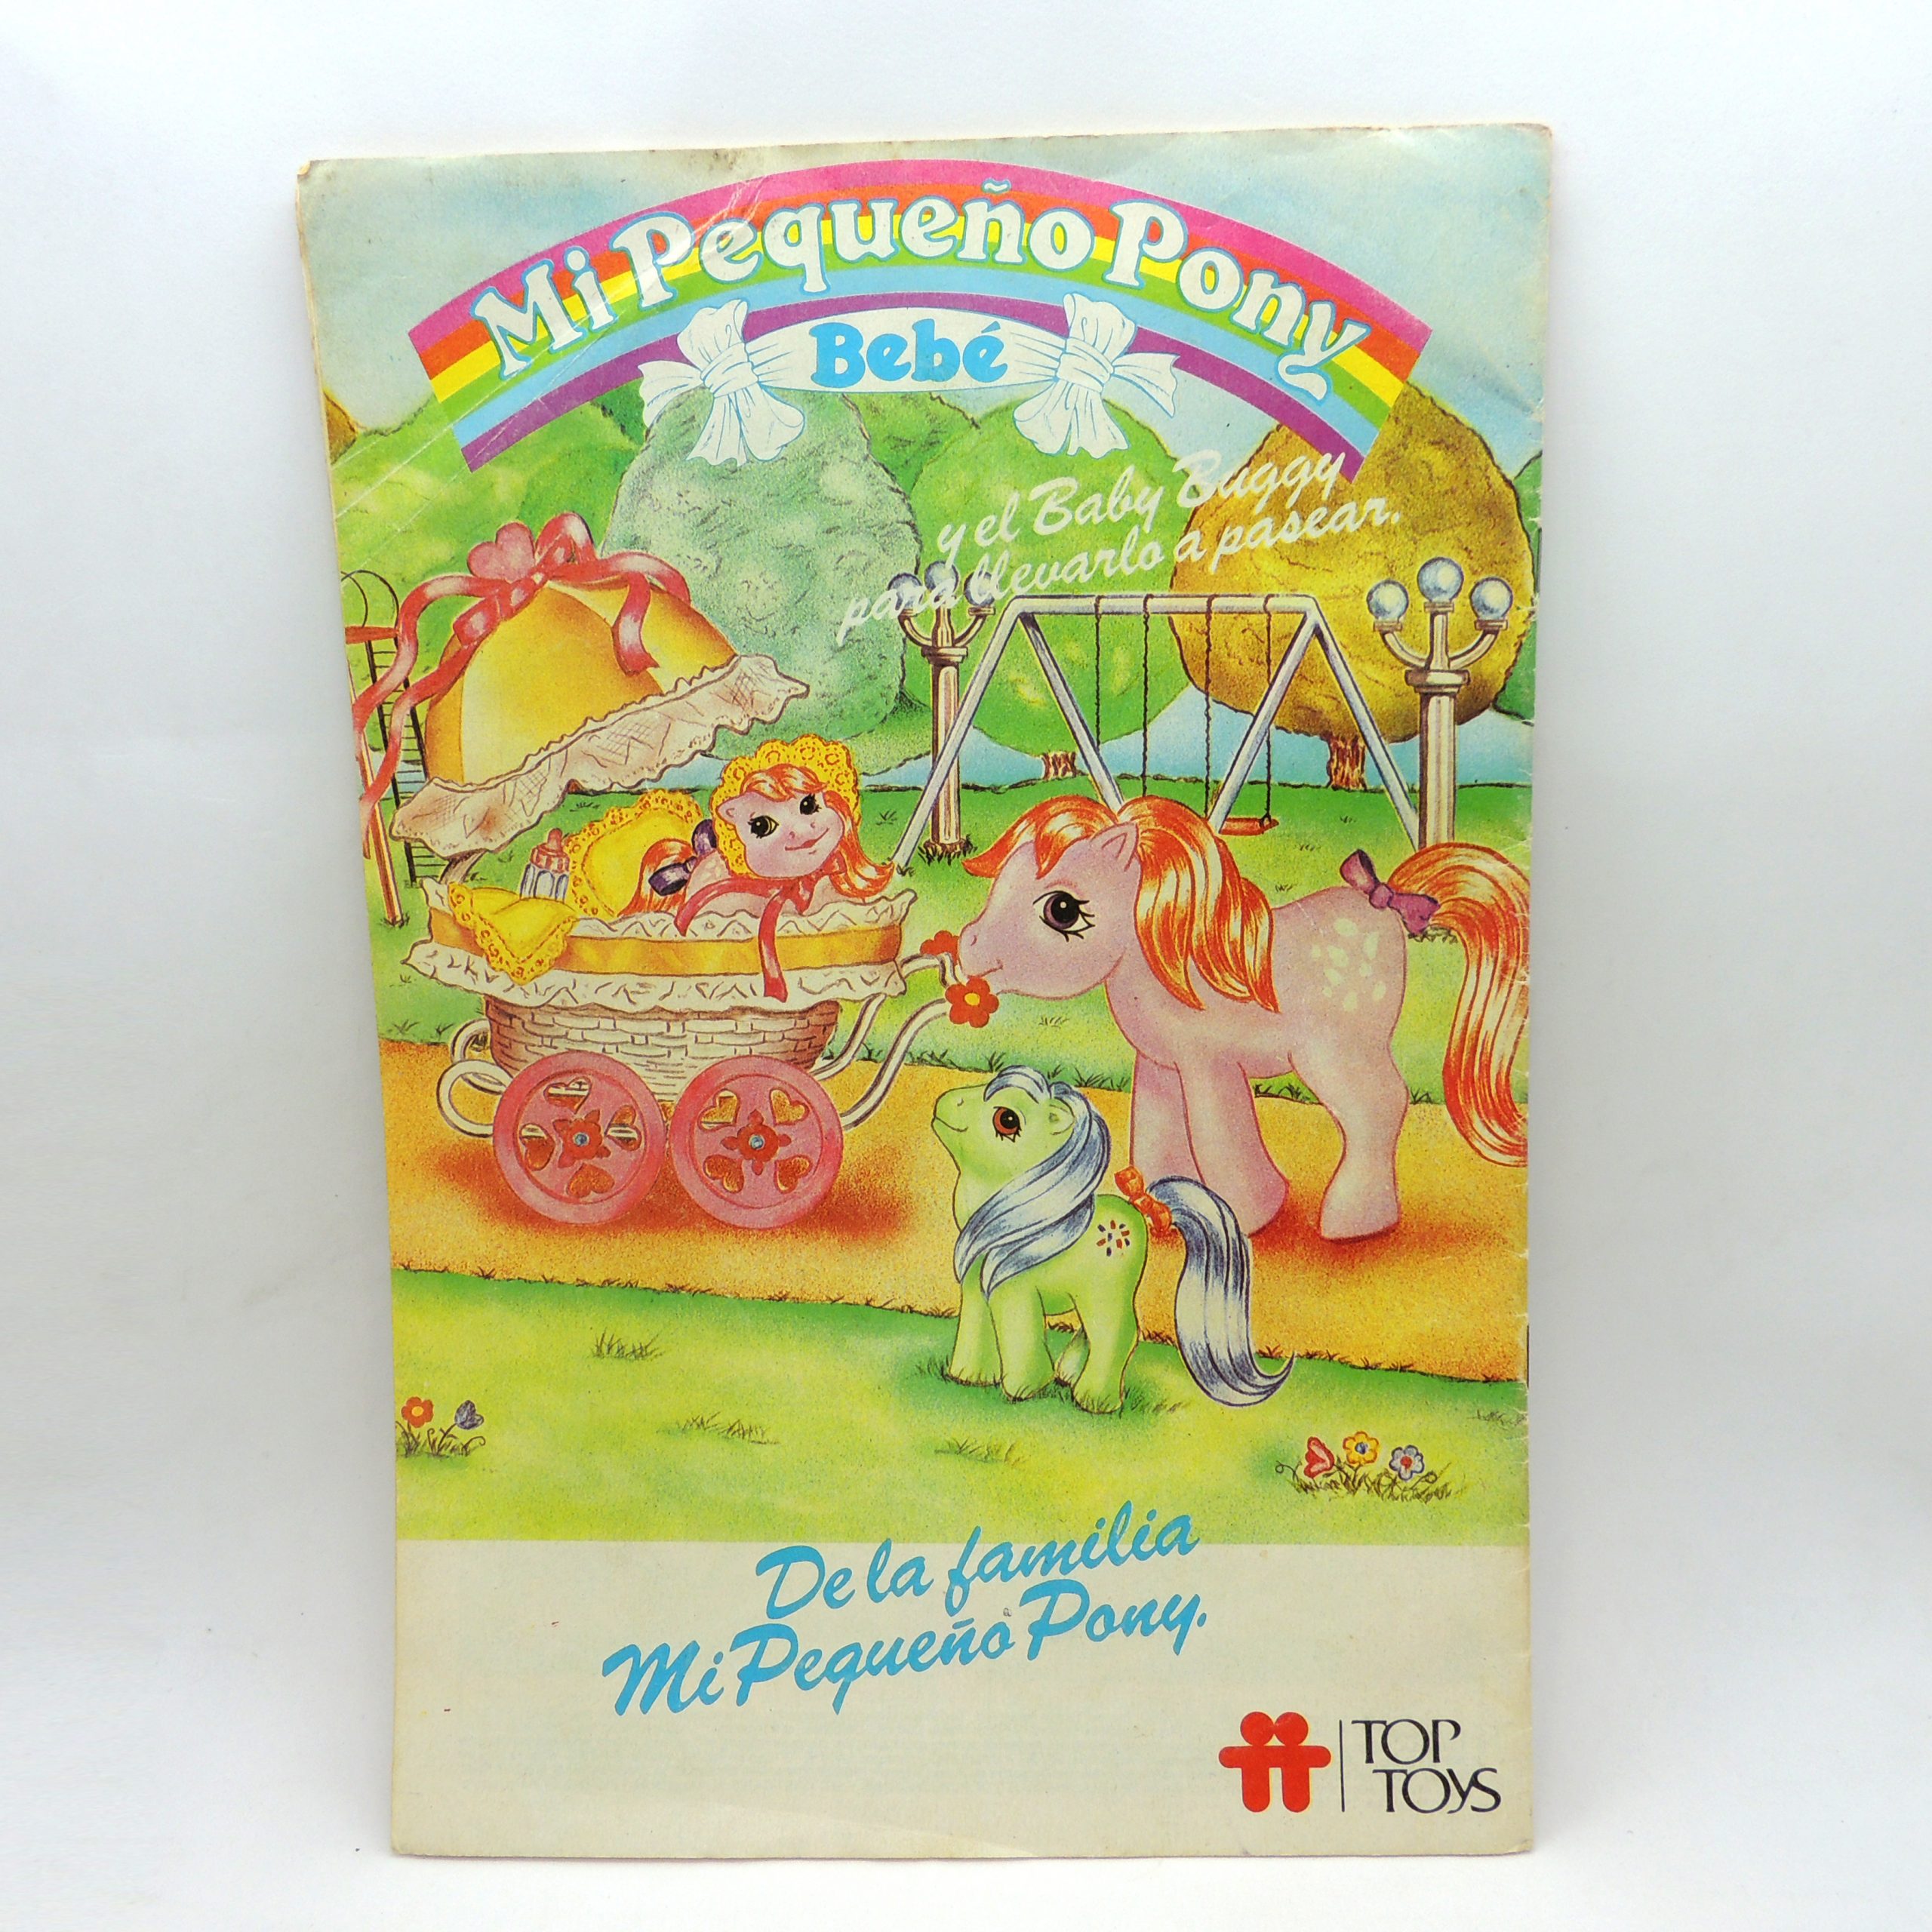 Mi Pequeño Pony
Bebé
y el Baby Buggy
para llevarlo a pasear.
De la familia
Mi Pequeño Pony.
TOP
TOYS